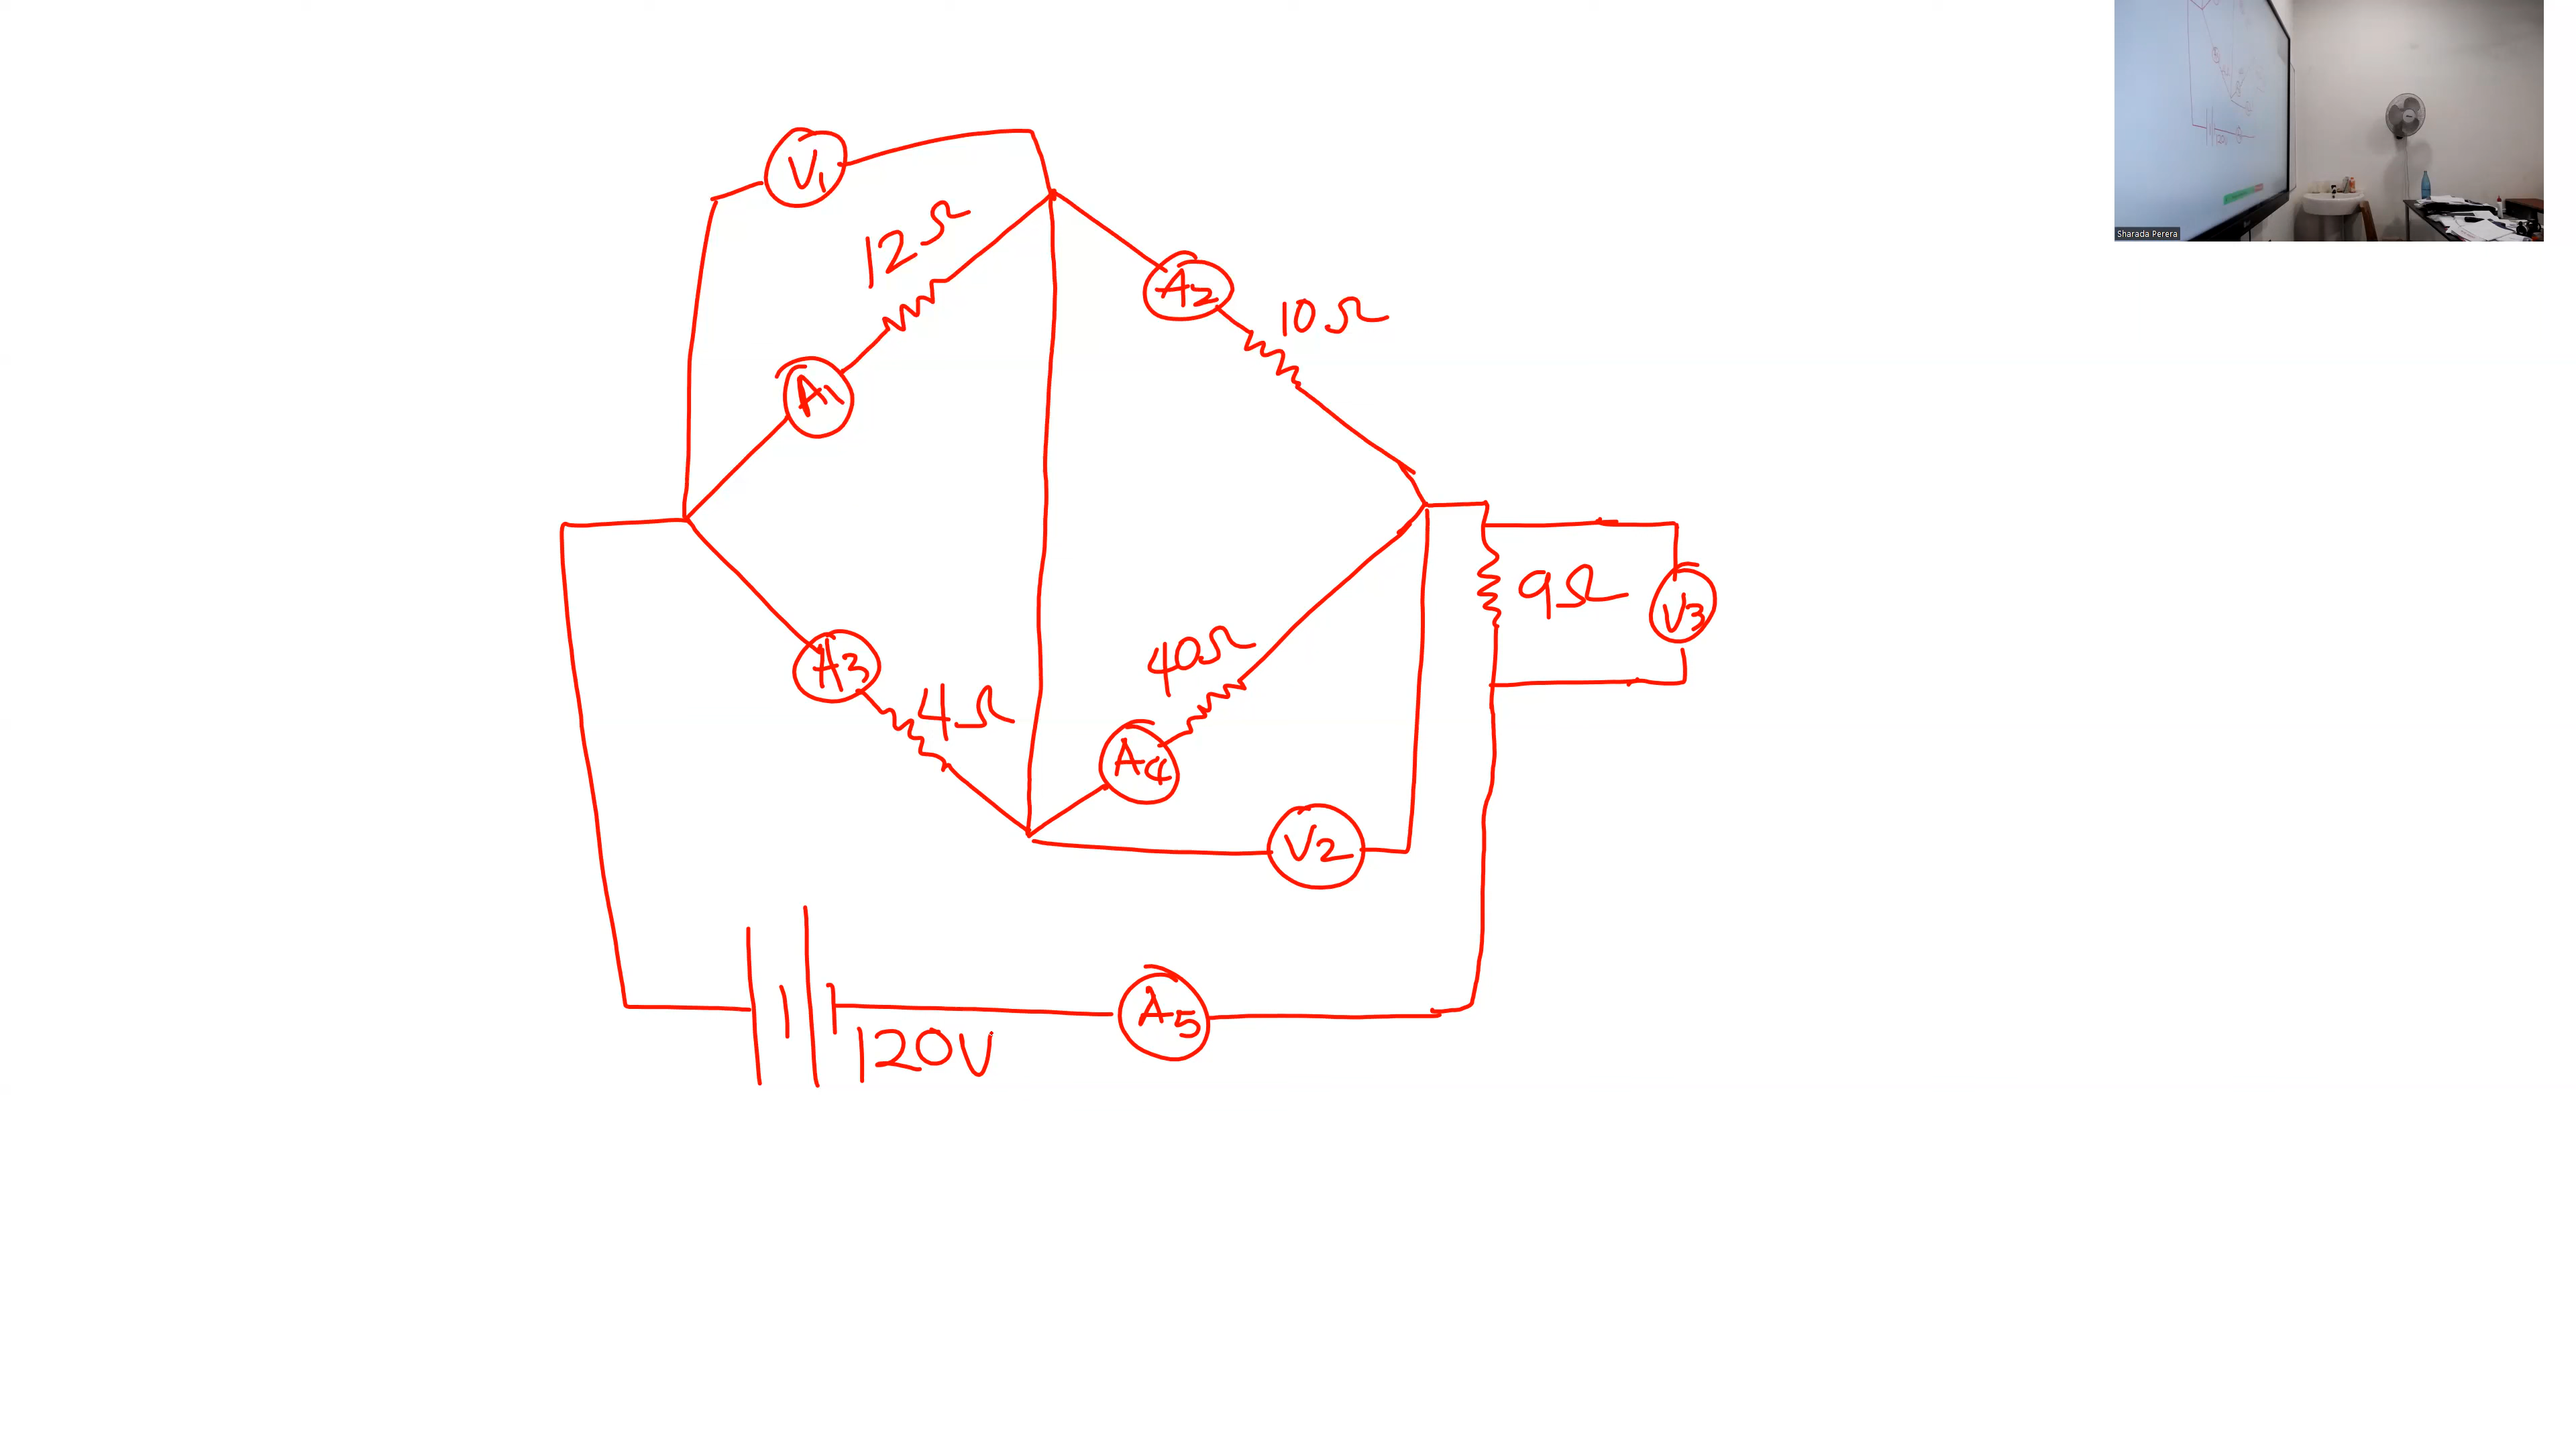 V1
12Ω
A2
10Ω
A1
9Ω
V3
A3
4Ω
40Ω
A4
V2
A5
120V
Sharada Perera